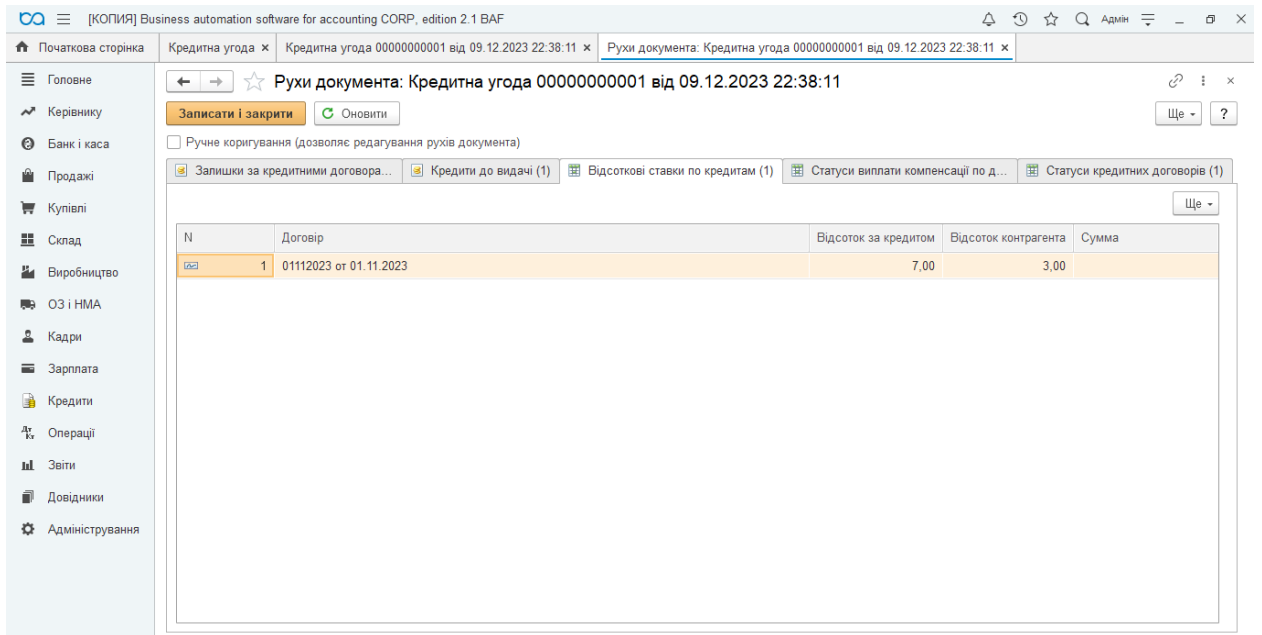 [КОПИЯ] Business automation software for accounting CORP, edition 2.1 BAF Адмін
Початкова сторінка Кредитна угода × Кредитна угода 00000000001 від 09.12.2023 22:38:11 × Рухи документа: Кредитна угода 00000000001 від 09.12.2023 22:38:11 ×
Головне
Керівнику
Банк і каса
Продажі
Купівлі
Склад
Виробництво
ОЗ і НМА
Кадри
Зарплата
Кредити
Дт Кт Операції
Звіти
Довідники
Адміністрування
Рухи документа: Кредитна угода 00000000001 від 09.12.2023 22:38:11
Записати і закрити Оновити Ще ?
Ручне коригування (дозволяє редагування рухів документа)
Залишки за кредитними договора... Кредити до видачі (1) Відсоткові ставки по кредитам (1) Статуси виплати компенсації по д... Статуси кредитних договорів (1)
Ще
N Договір Відсоток за кредитом Відсоток контрагента Сумма
1 01112023 от 01.11.2023 7,00 3,00